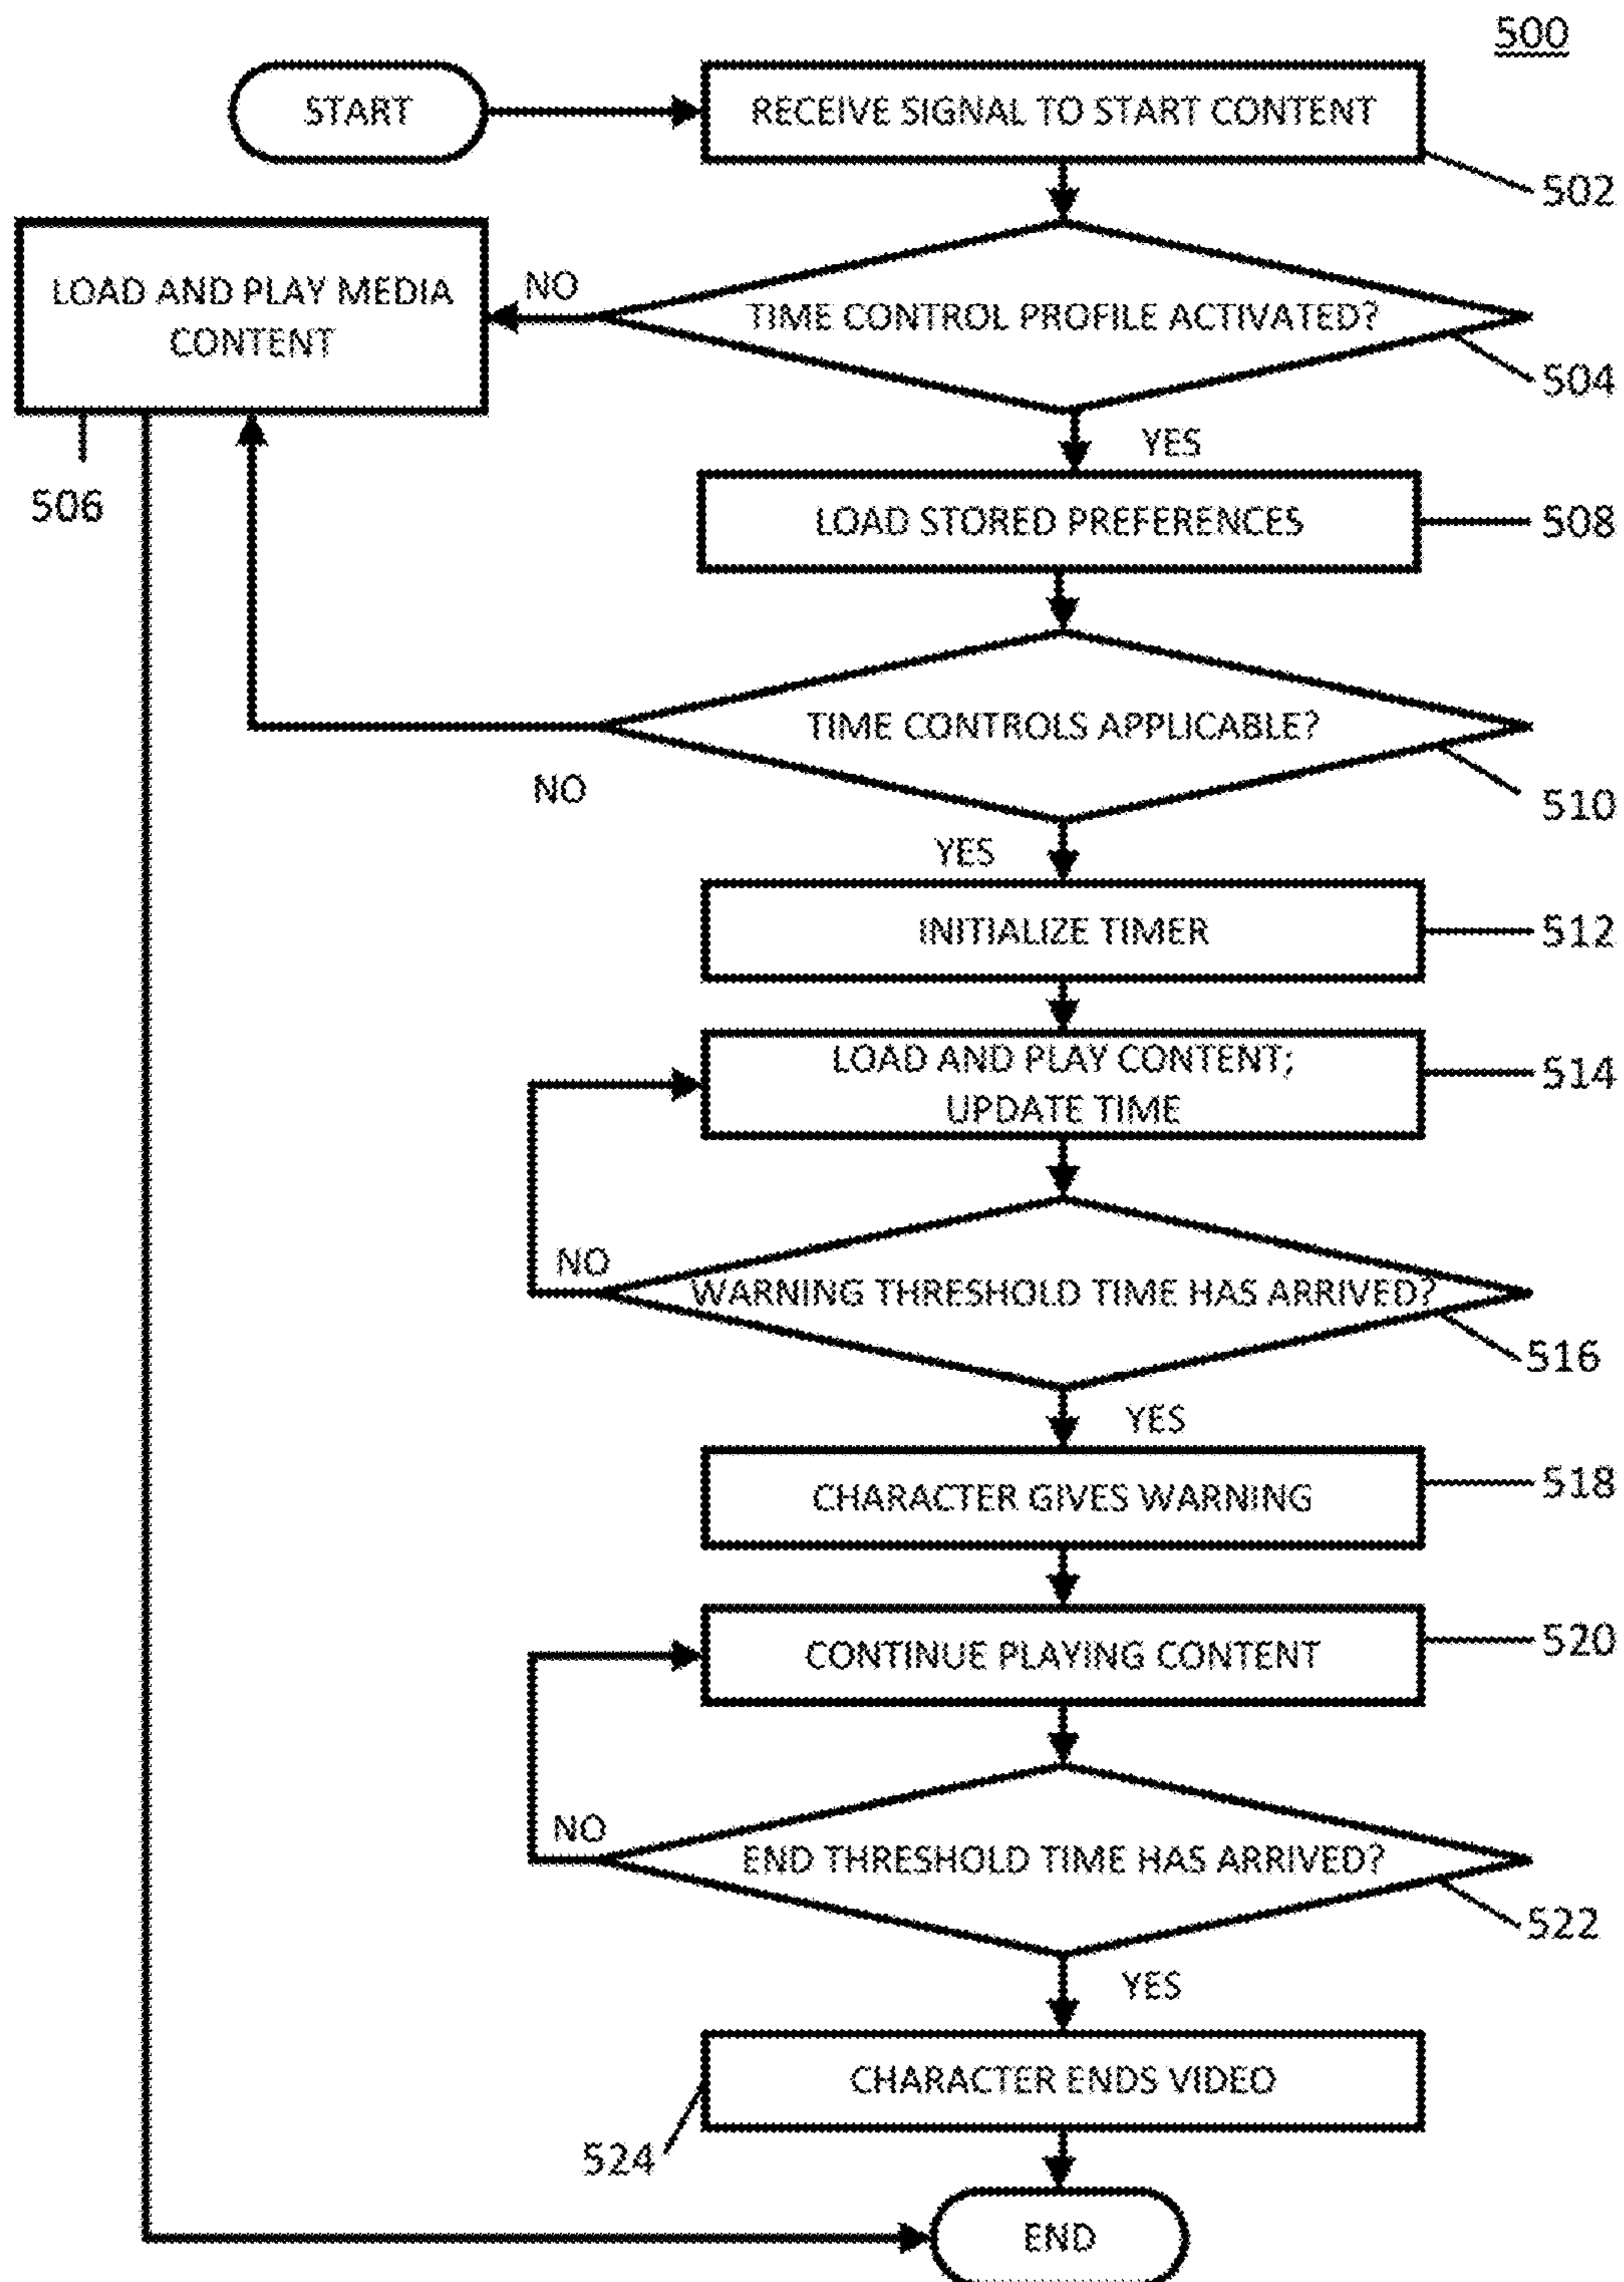 500
START
RECEIVE SIGNAL TO START CONTENT
502
LOAD AND PLAY MEDIA
CONTENT
NO
TIME CONTROL PROFILE ACTIVATED?
504
YES
506
LOAD STORED PREFERENCES
508
TIME CONTROLS APPLICABLE?
NO
510
YES
INITIALIZE TIMER
512
LOAD AND PLAY CONTENT;
UPDATE TIME
514
NO
WARNING THRESHOLD TIME HAS ARRIVED?
516
YES
CHARACTER GIVES WARNING
518
CONTINUE PLAYING CONTENT
520
NO
END THRESHOLD TIME HAS ARRIVED?
522
YES
CHARACTER ENDS VIDEO
524
END